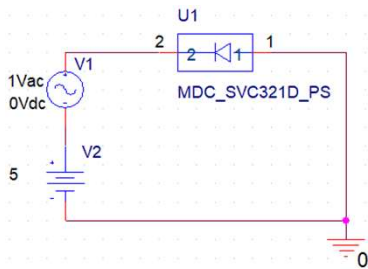 U1
2 1
2 1
V1
1Vac
0Vdc
MDC_SVC321D_PS
+
-
V2
5
+
-
0